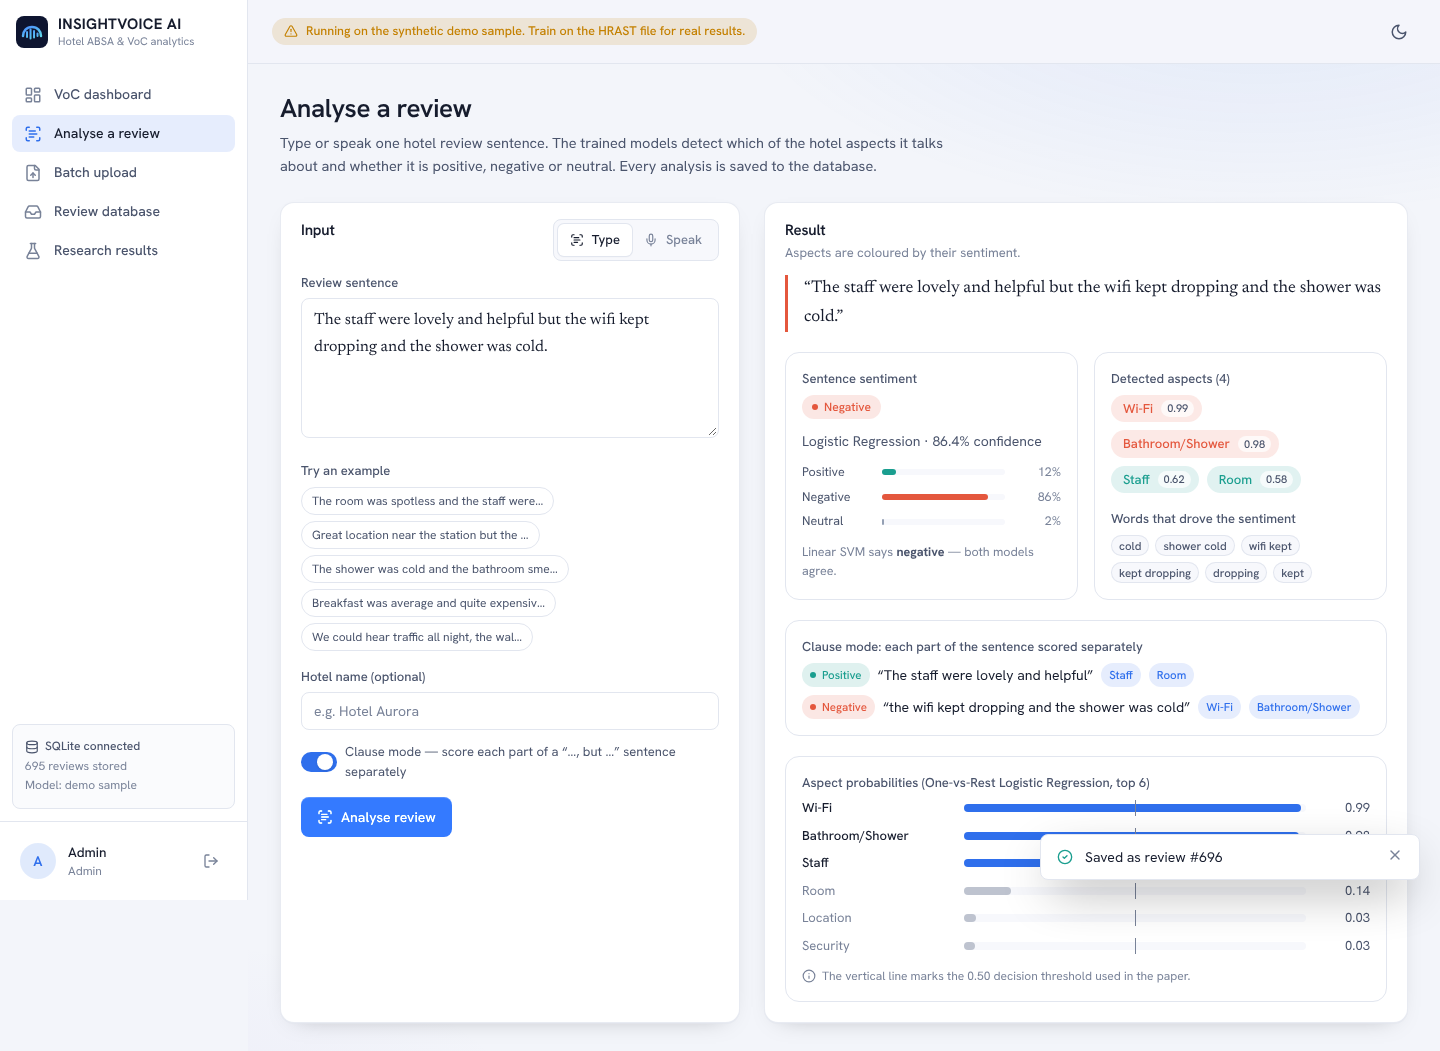 INSIGHTVOICE AI
Hotel ABSA & VoC analytics
VoC dashboard
Analyse a review
Batch upload
Review database
Research results
SQLite connected
695 reviews stored
Model: demo sample
A
Admin
Admin
Running on the synthetic demo sample. Train on the HRAST file for real results.
Analyse a review
Type or speak one hotel review sentence. The trained models detect which of the hotel aspects it talks
about and whether it is positive, negative or neutral. Every analysis is saved to the database.
Input
Type
Speak
Review sentence
The staff were lovely and helpful but the wifi kept
dropping and the shower was cold.
Try an example
The room was spotless and the staff were...
Great location near the station but the ...
The shower was cold and the bathroom sme...
Breakfast was average and quite expensiv...
We could hear traffic all night, the wal...
Hotel name (optional)
e.g. Hotel Aurora
Clause mode — score each part of a “..., but ...” sentence
separately
Analyse review
Result
Aspects are coloured by their sentiment.
“The staff were lovely and helpful but the wifi kept dropping and the shower was
cold.”
Sentence sentiment
Negative
Logistic Regression · 86.4% confidence
Positive 12%
Negative 86%
Neutral 2%
Linear SVM says negative — both models
agree.
Detected aspects (4)
Wi-Fi 0.99
Bathroom/Shower 0.98
Staff 0.62 Room 0.58
Words that drove the sentiment
cold shower cold wifi kept
kept dropping dropping kept
Clause mode: each part of the sentence scored separately
Positive “The staff were lovely and helpful” Staff Room
Negative “the wifi kept dropping and the shower was cold” Wi-Fi Bathroom/Shower
Aspect probabilities (One-vs-Rest Logistic Regression, top 6)
Wi-Fi 0.99
Bathroom/Shower
Staff
Saved as review #696
Room 0.14
Location 0.03
Security 0.03
The vertical line marks the 0.50 decision threshold used in the paper.